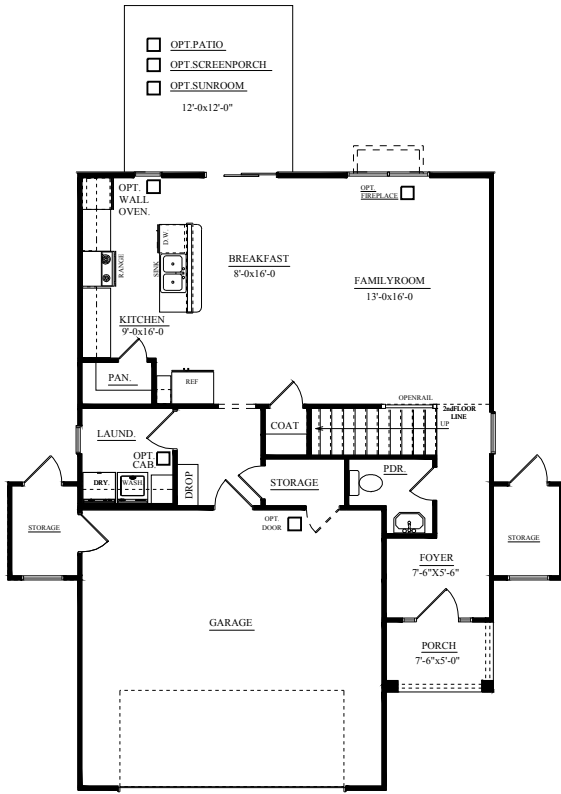 OPT.PATIO
OPT.SCREENPORCH
OPT.SUNROOM
12'-0x12'-0"
OPT.
WALL
OVEN.
OPT.
FIREPLACE
D.W
SINK
RANGE
BREAKFAST
8'-0x16'-0
FAMILYROOM
13'-0x16'-0
KITCHEN
9'-0x16'-0
PAN.
REF
OPENRAIL
2ndFLOOR
LINE
UP
COAT
LAUND.
OPT.
CAB.
DRY.
WASH
DROP
STORAGE
PDR.
OPT.
DOOR
STORAGE
STORAGE
FOYER
7'-6"X5'-6"
GARAGE
PORCH
7'-6"x5'-0"